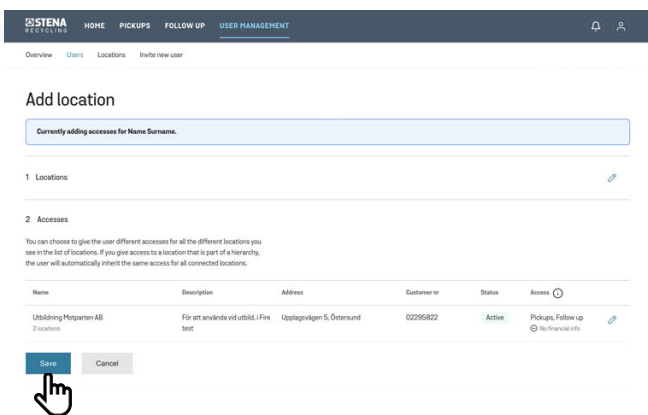 STENA
RECYCLING
HOME PICKUPS FOLLOW UP USER MANAGEMENT
Overview Users Locations Invite new user
Add location
Currently adding accesses for Name Surname.
1 Locations
2 Accesses
You can choose to give the user different accesses for all the different locations you
see in the list of locations. If you give access to a location that is part of a hierarchy,
the user will automatically inherit the same access for all connected locations.
Name Description Address Customer nr Status Access
Utbildning Motparten AB För att använda vid utbild. i Fire Upplagsvägen 5, Östersund 02295822 Active Pickups, Follow up
2 locations test No financial info
Save Cancel